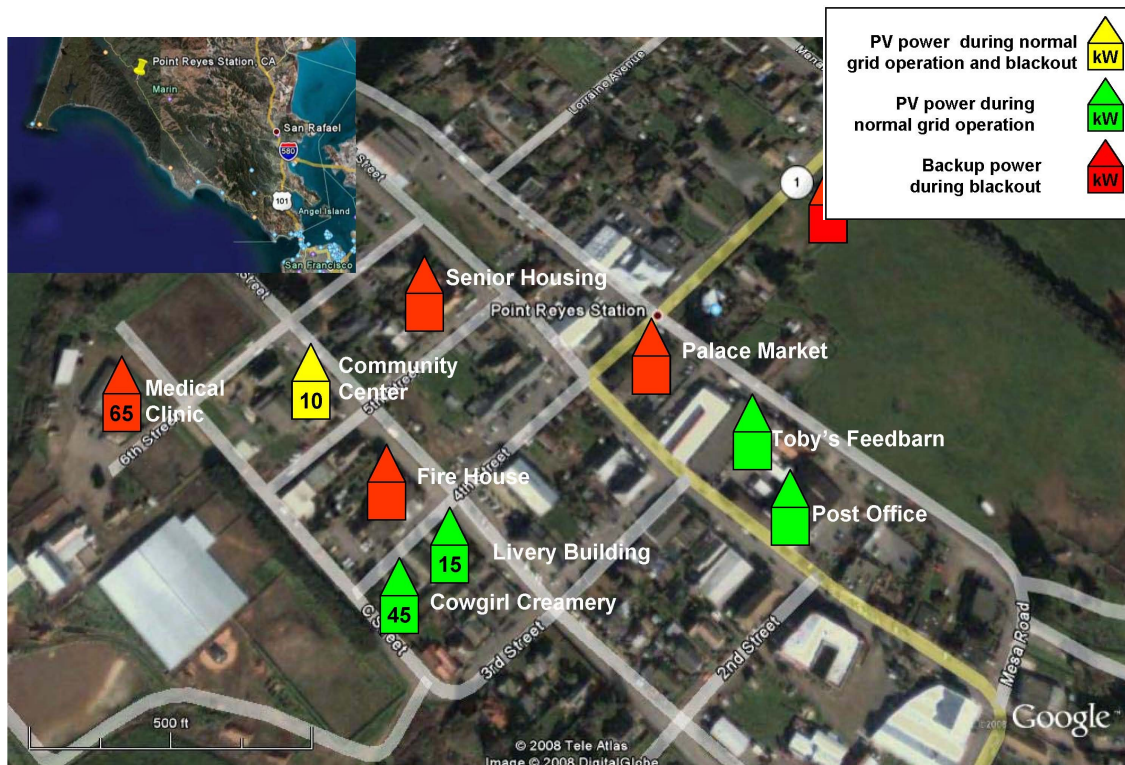 PV power during normal
grid operation and blackout
kW
PV power during
normal grid operation
kW
Backup power
during blackout
kW
Point Reyes Station, CA
Marin
San Rafael
580
101
Angel Island
San Francisco
Street
Street
Lorraine Avenue
1
Senior Housing
Point Reyes Station
Palace Market
Community
Center
10
Medical
Clinic
65
5th Street
6th Street
Toby's Feedbarn
Fire House
4th Street
Post Office
Livery Building
15
Cowgirl Creamery
45
C Street
3rd Street
2nd Street
Mesa Road
500 ft
© 2008 Tele Atlas
Image © 2008 DigitalGlobe
©2008 Google™